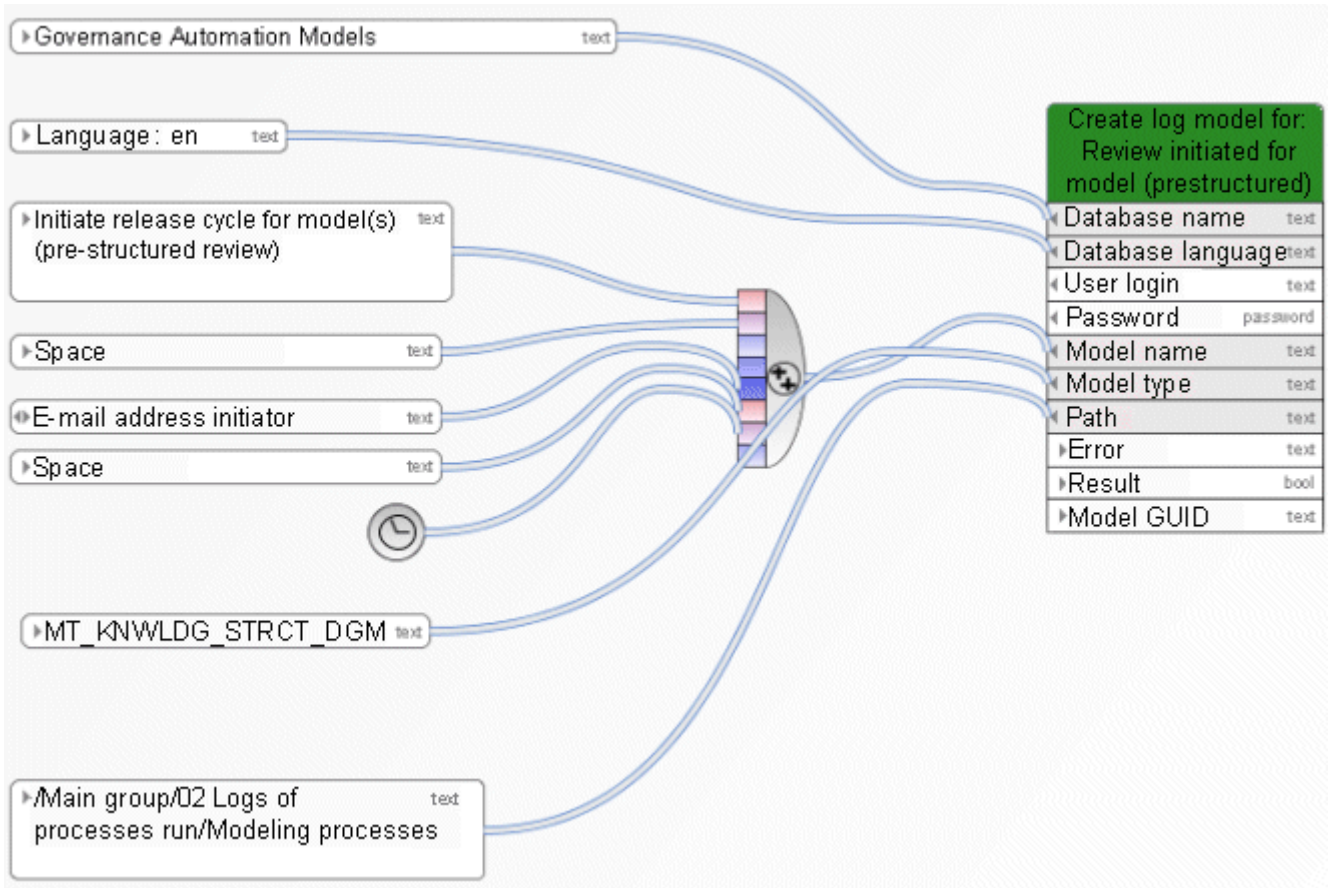 Governance Automation Models text
Language: en text
Initiate release cycle for model(s) text
(pre-structured review)
Space text
E-mail address initiator text
Space text
MT_KNWLDG_STRCT_DGM text
/Main group/02 Logs of text
processes run/Modeling processes
Create log model for:
Review initiated for
model (prestructured)
Database name text
Database language text
User login text
Password password
Model name text
Model type text
Path text
Error text
Result bool
Model GUID text